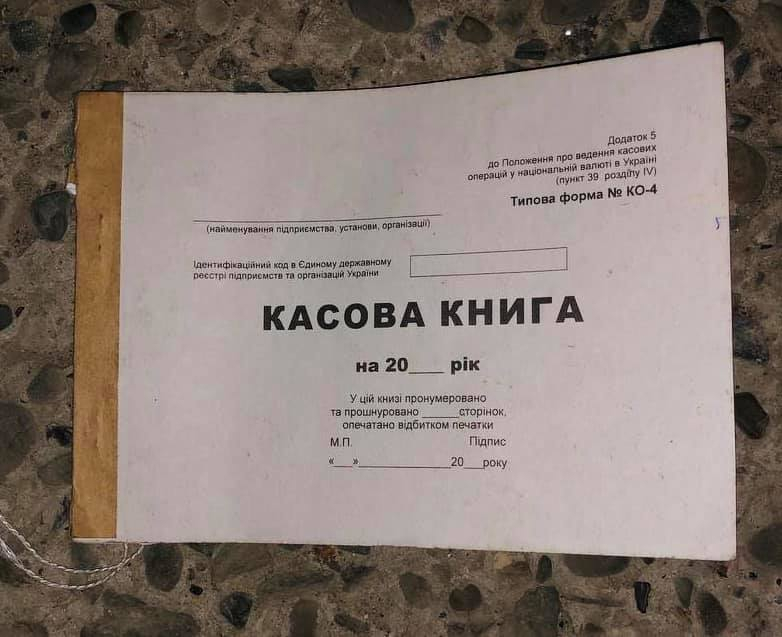 Додаток 5
до Положення про ведення касових
операцій у національній валюті в Україні
(пункт 39 розділу IV)
Типова форма № КО-4
(найменування підприємства, установи, організації)
Ідентифікаційний код в Єдиному державному
реєстрі підприємств та організацій України
КАСОВА КНИГА
на 20___ рік
У цій книзі пронумеровано
та прошнуровано ______сторінок,
опечатано відбитком печатки
М.П. Підпис
«___»_______________20___року